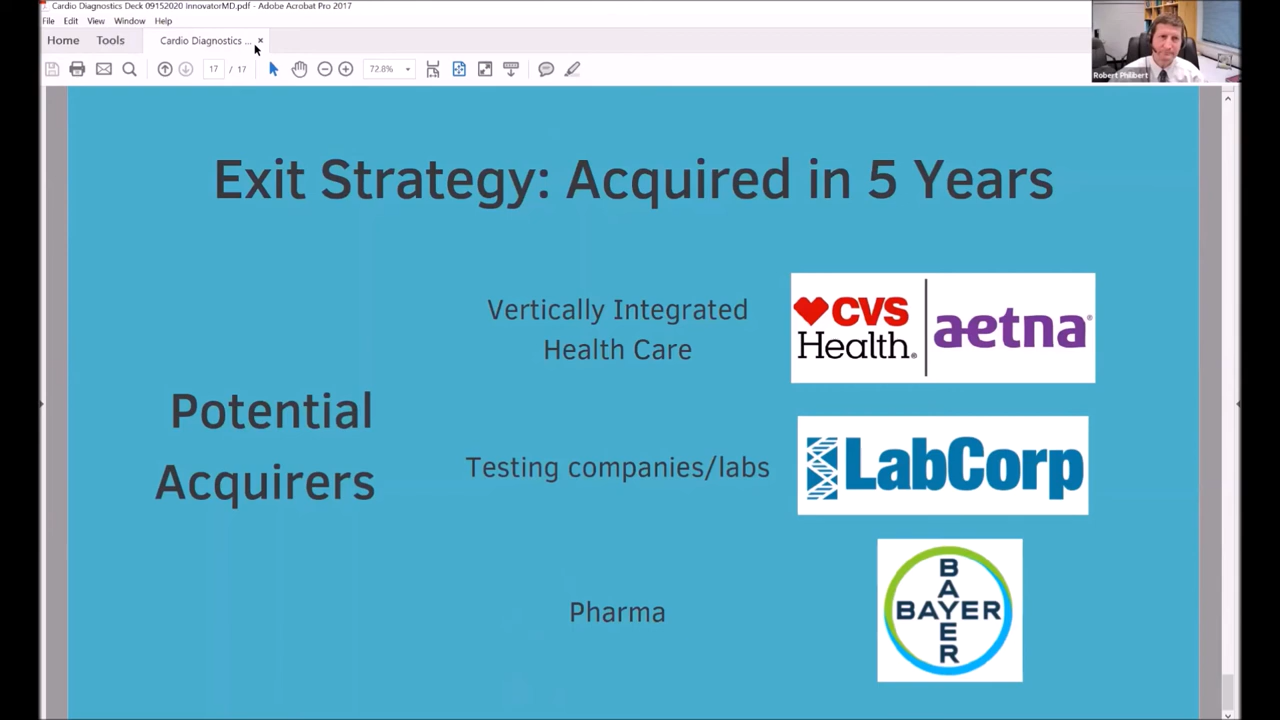 Cardio Diagnostics Deck 09152020 InnovatorMD.pdf - Adobe Acrobat Pro 2017
File Edit View Window Help
Home Tools Cardio Diagnostics ... ×
17 / 17 72.8%
Robert Philibert
Exit Strategy: Acquired in 5 Years
Potential
Acquirers
Vertically Integrated
Health Care
CVS
Health®
aetna®
Testing companies/labs
LabCorp
Pharma
BAYER
BAYER